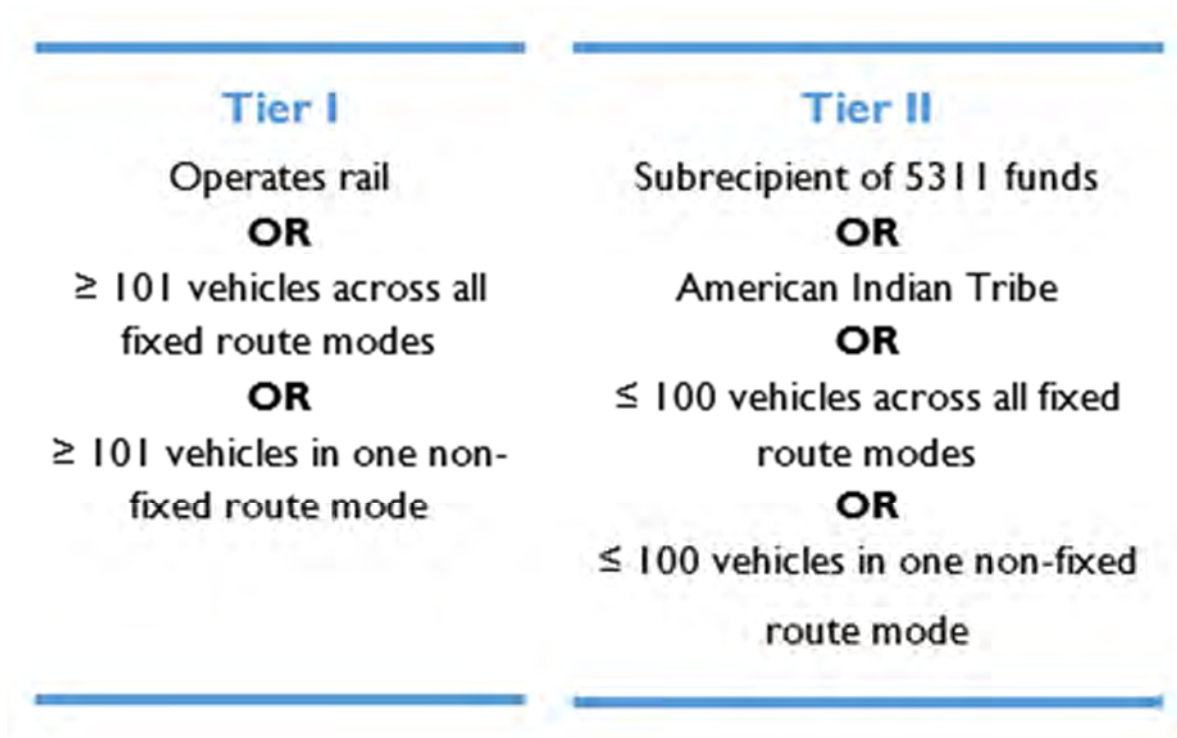 Tier I
Operates rail
OR
≥ 101 vehicles across all
fixed route modes
OR
≥ 101 vehicles in one non-
fixed route mode
Tier II
Subrecipient of 5311 funds
OR
American Indian Tribe
OR
≤ 100 vehicles across all fixed
route modes
OR
≤ 100 vehicles in one non-fixed
route mode